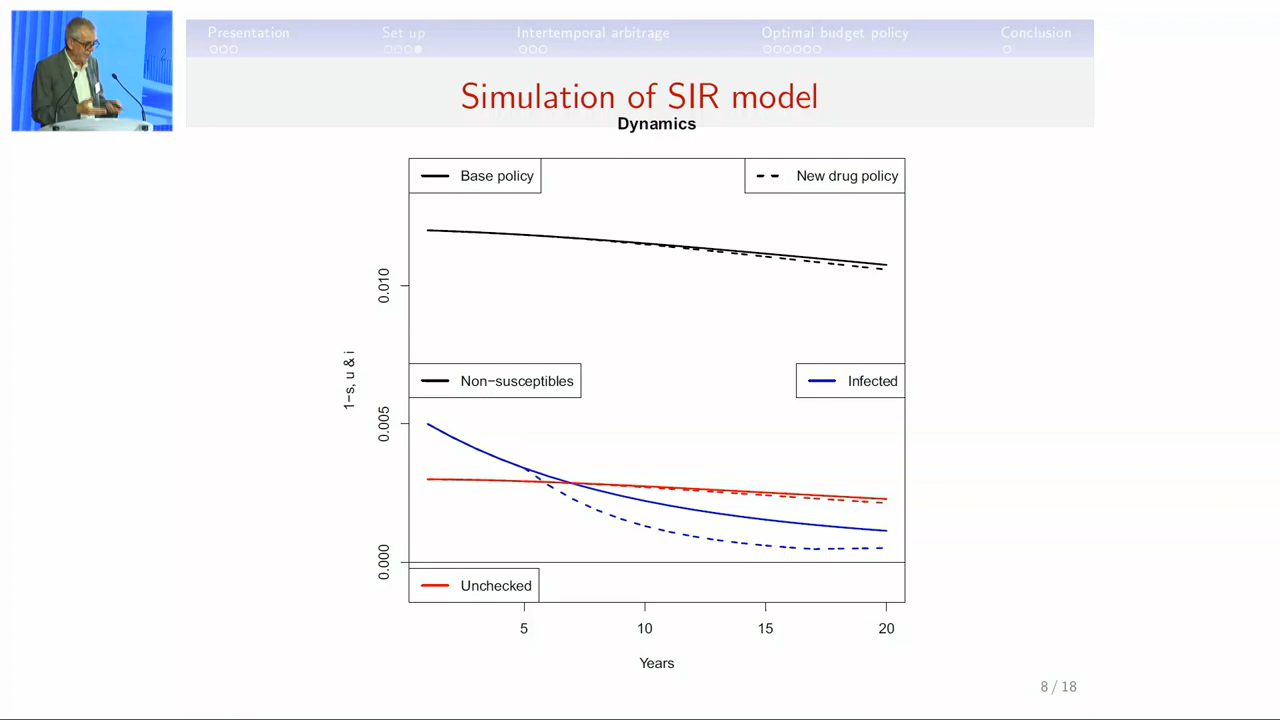 Presentation Set up Intertemporal arbitrage Optimal budget policy Conclusion
Simulation of SIR model
Dynamics
Base policy New drug policy
0.010
Non−susceptibles Infected
1−s, u & i
0.005
0.000
Unchecked
5 10 15 20
Years
8 / 18